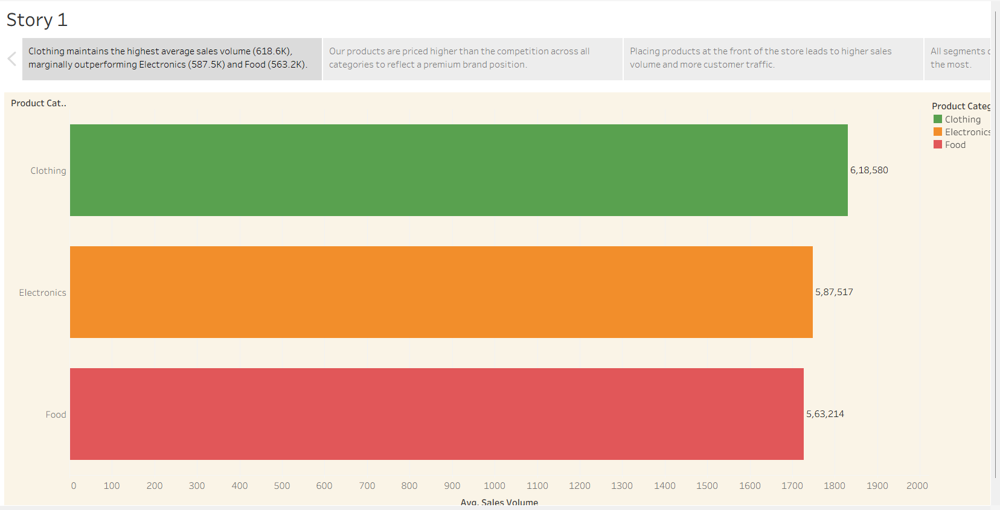 Story 1
Clothing maintains the highest average sales volume (618.6K),
marginally outperforming Electronics (587.5K) and Food (563.2K).
Our products are priced higher than the competition across all
categories to reflect a premium brand position.
Placing products at the front of the store leads to higher sales
volume and more customer traffic.
All segments
the most.
Product Cat..
Product Categ
Clothing
Electronics
Food
Clothing
6,18,580
Electronics
5,87,517
Food
5,63,214
0 100 200 300 400 500 600 700 800 900 1000 1100 1200 1300 1400 1500 1600 1700 1800 1900 2000
Avg. Sales Volume